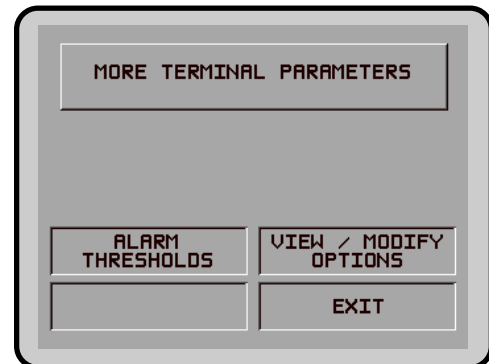 MORE TERMINAL PARAMETERS
ALARM
THRESHOLDS
VIEW / MODIFY
OPTIONS
EXIT